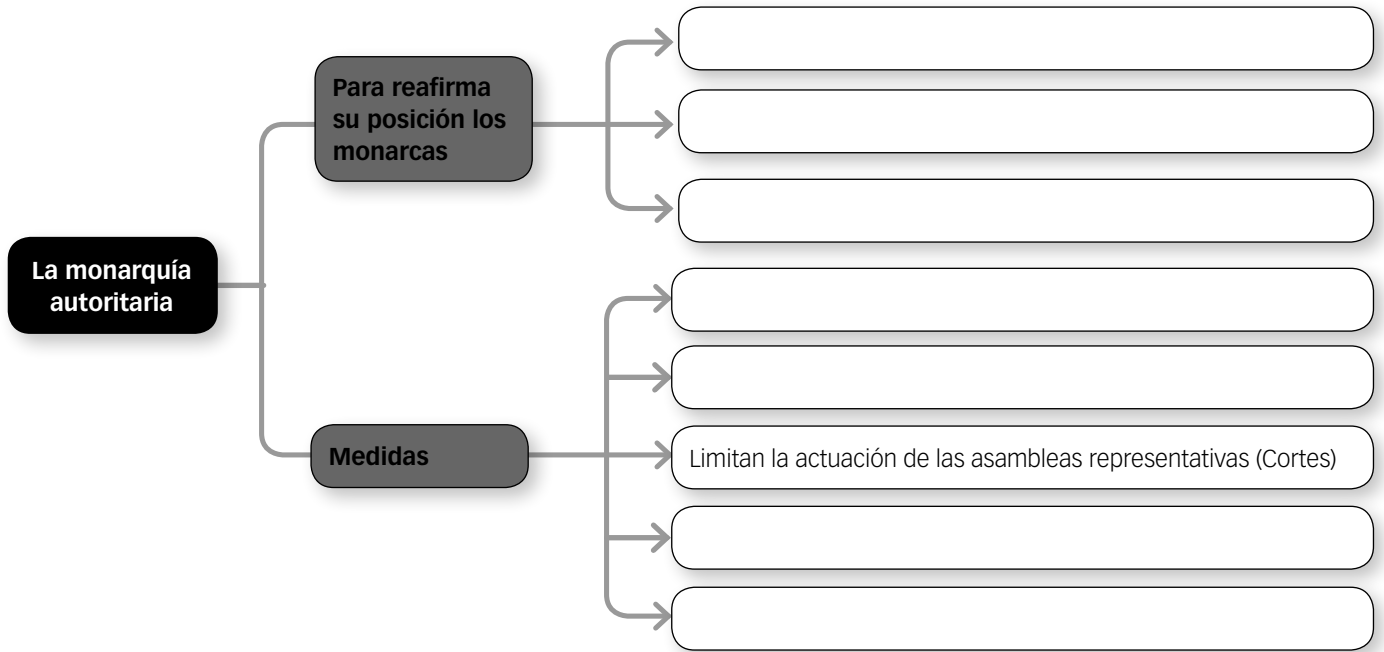 La monarquía
autoritaria
Para reafirma
su posición los
monarcas
Medidas
Limitan la actuación de las asambleas representativas (Cortes)